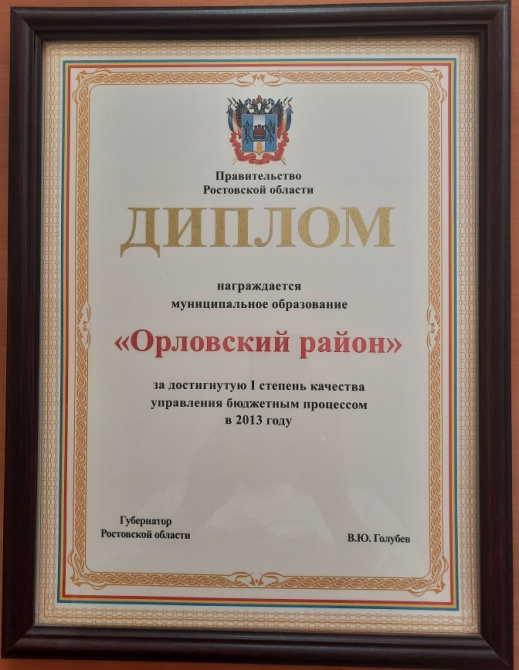 Правительство
Ростовской области
ДИПЛОМ
награждается
муниципальное образование
«Орловский район»
за достигнутую I степень качества
управления бюджетным процессом
в 2013 году
Губернатор
Ростовской области
В.Ю. Голубев